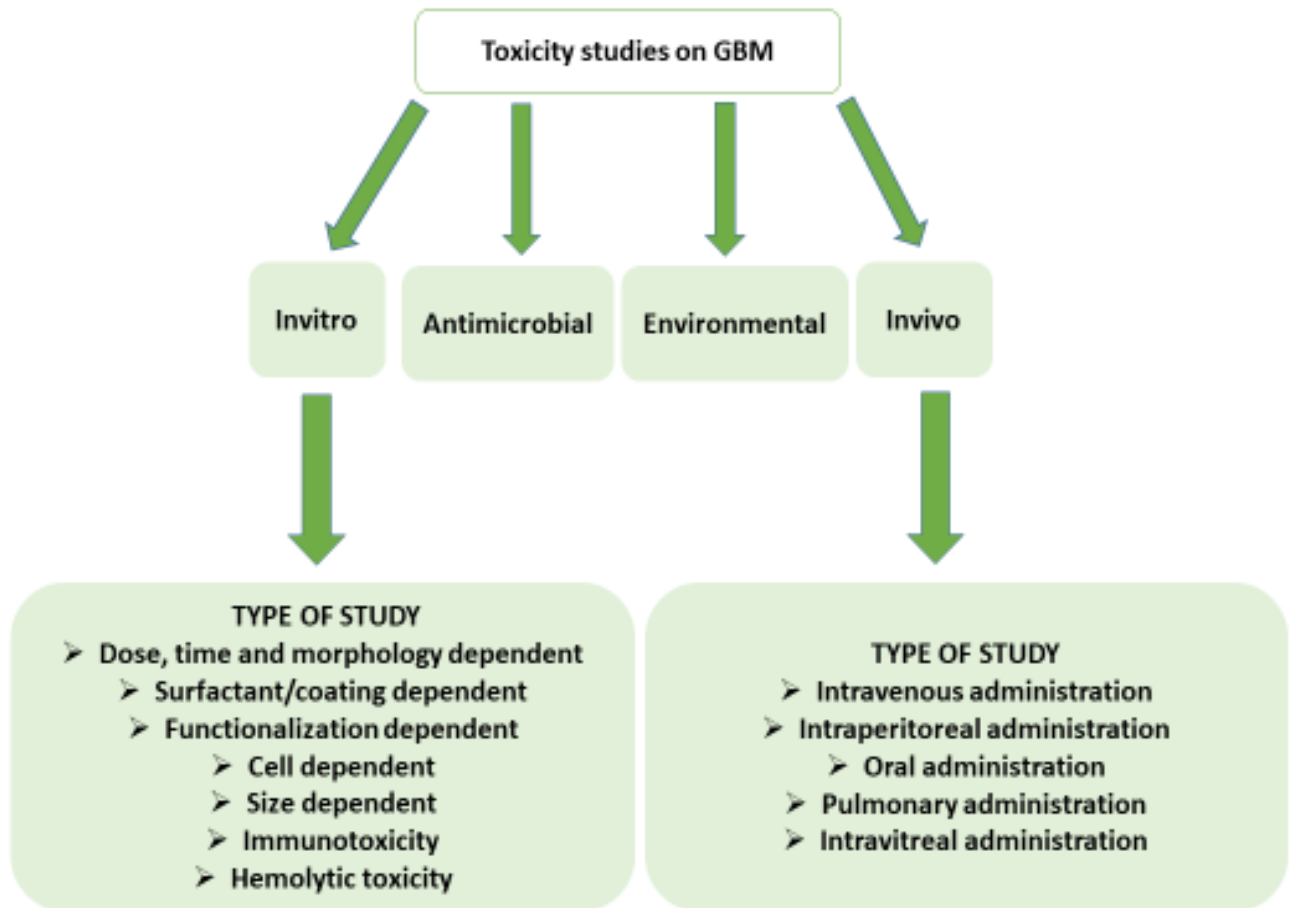 Toxicity studies on GBM
Invitro
Antimicrobial
Environmental
Invivo
TYPE OF STUDY
➢ Dose, time and morphology dependent
➢ Surfactant/coating dependent
➢ Functionalization dependent
➢ Cell dependent
➢ Size dependent
➢ Immunotoxicity
➢ Hemolytic toxicity
TYPE OF STUDY
➢ Intravenous administration
➢ Intraperitoreal administration
➢ Oral administration
➢ Pulmonary administration
➢ Intravitreal administration